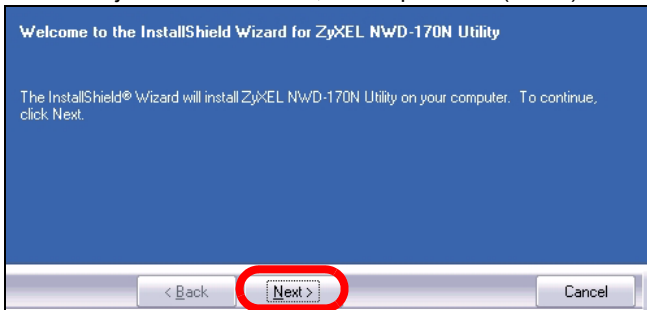 Welcome to the InstallShield Wizard for ZyXEL NWD-170N Utility
The InstallShield® Wizard will install ZyXEL NWD-170N Utility on your computer. To continue,
click Next.
< Back Next > Cancel